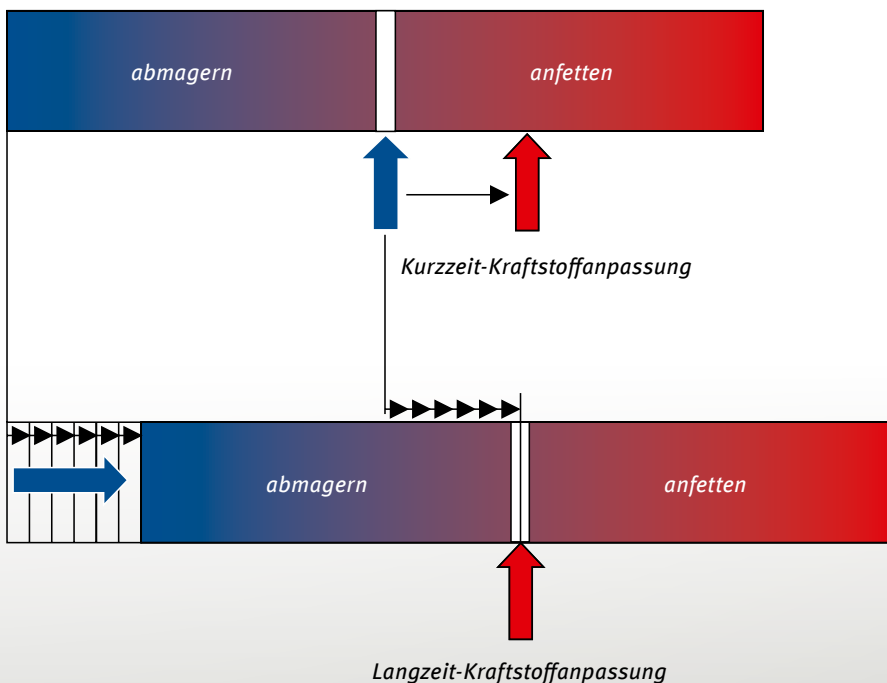 abmagern
anfetten
Kurzzeit-Kraftstoffanpassung
abmagern
anfetten
Langzeit-Kraftstoffanpassung